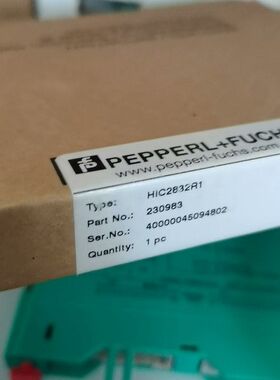 PEPPERL+FUCH
www.pepperl-fuchs.com
Type: HiC2832R1
Part No.: 230983
Ser.No.: 40000045094802
Quantity: 1 pc